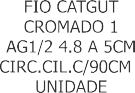 FIO CATGUT
CROMADO 1
AG1/2 4.8 A 5CM
CIRC.CIL.C/90CM
UNIDADE